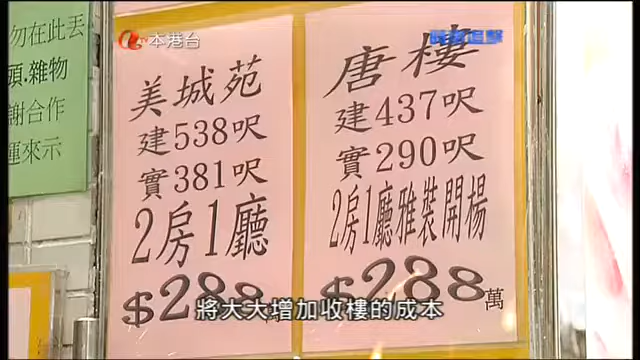 本港台
勿在此丟
頭.雜物
謝合作
運來示
美城苑
建538呎
實381呎
2房1廳
$288
唐樓
建437呎
實290呎
2房1廳雅裝開楊
$288萬
將大大增加收樓的成本